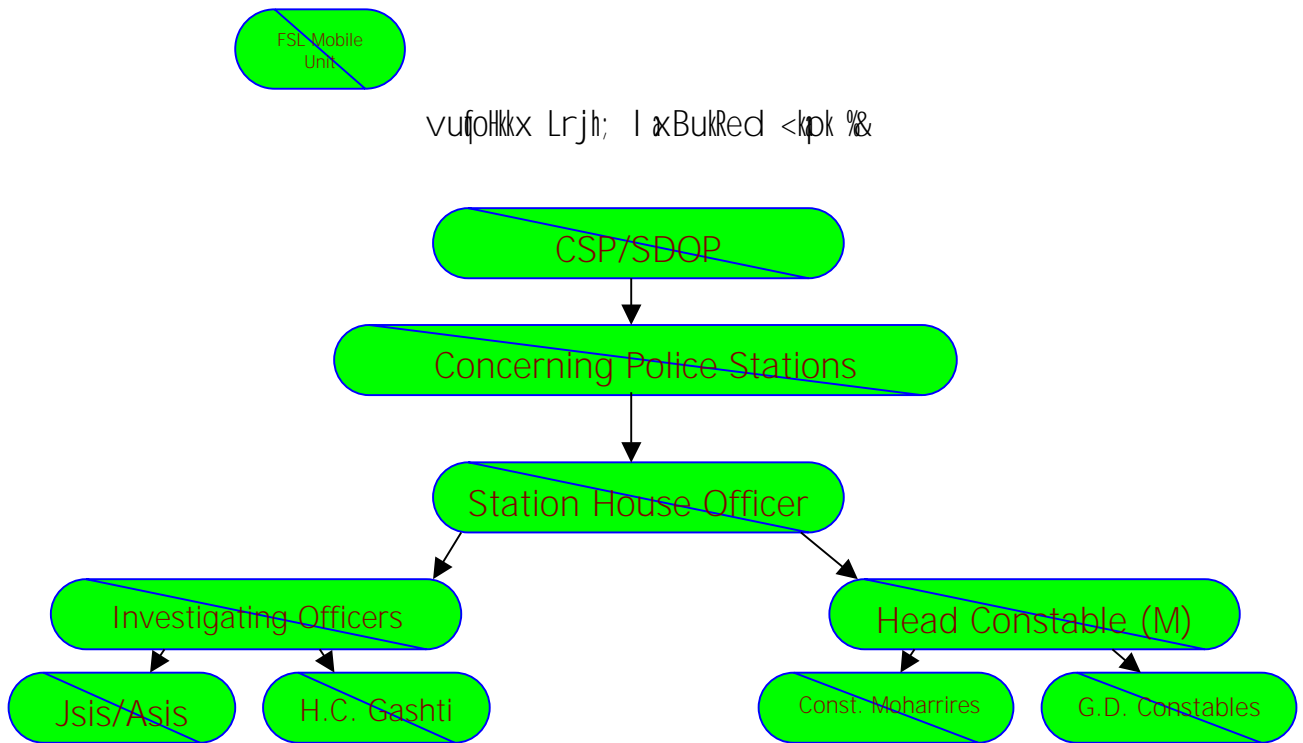 FSL Mobile
Unit
vuqfoHkkx Lrjh; laxBukRed <kapk %&
CSP/SDOP
Concerning Police Stations
Station House Officer
Investigating Officers
Head Constable (M)
Jsis/Asis
H.C. Gashti
Const. Moharrires
G.D. Constables